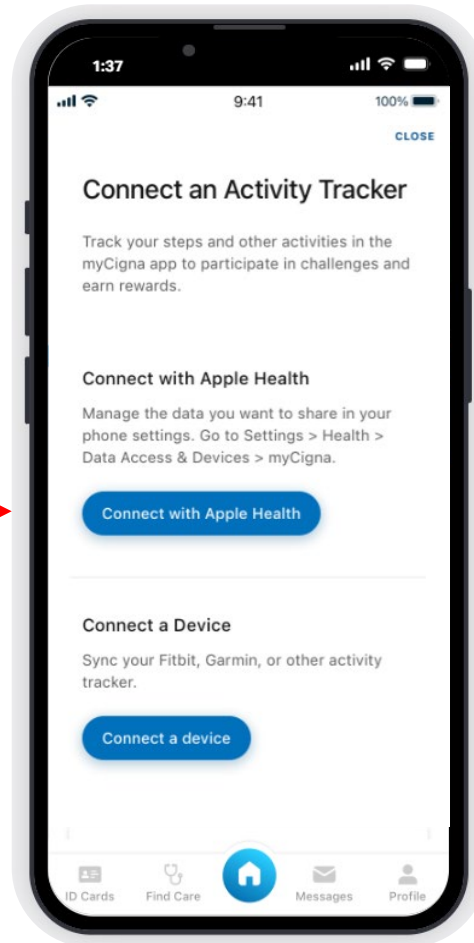 1:37
9:41 100%
CLOSE
Connect an Activity Tracker
Track your steps and other activities in the
myCigna app to participate in challenges and
earn rewards.
Connect with Apple Health
Manage the data you want to share in your
phone settings. Go to Settings > Health >
Data Access & Devices > myCigna.
Connect with Apple Health
Connect a Device
Sync your Fitbit, Garmin, or other activity
tracker.
Connect a device
ID Cards Find Care Messages Profile